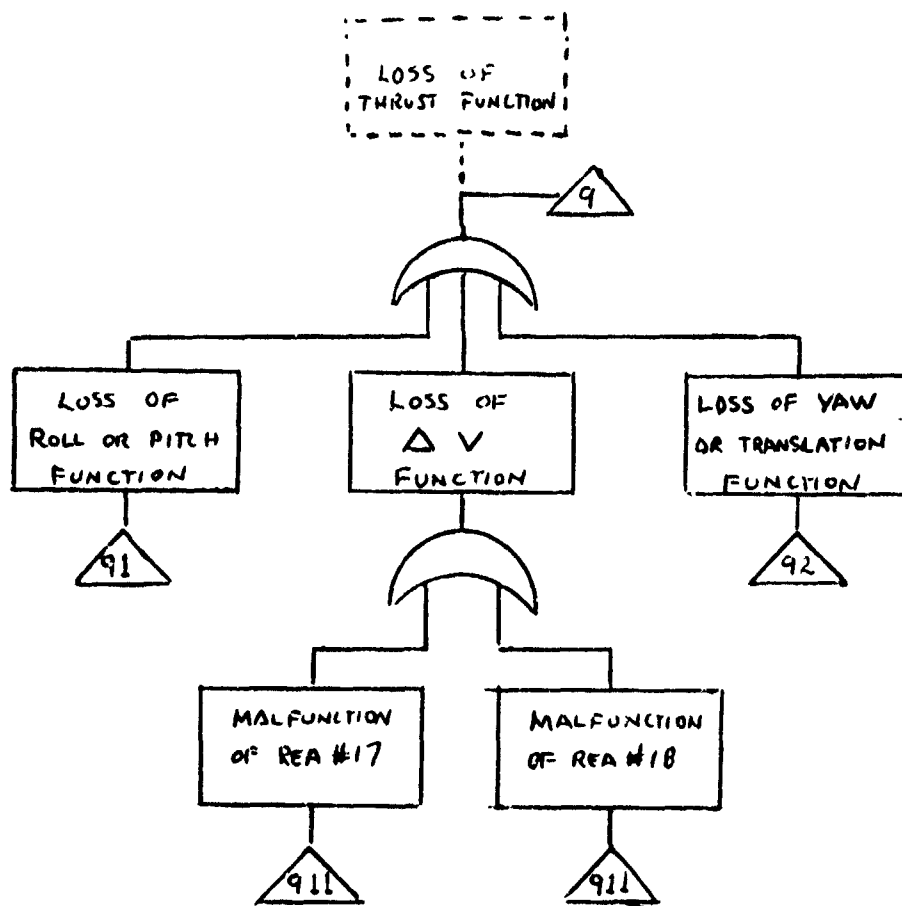 LOSS OF
THRUST FUNCTION
9
LOSS OF
ROLL OR PITCH
FUNCTION
LOSS OF
Δ V
FUNCTION
LOSS OF YAW
OR TRANSLATION
FUNCTION
91
92
MALFUNCTION
OF REA #17
MALFUNCTION
OF REA #18
911
911